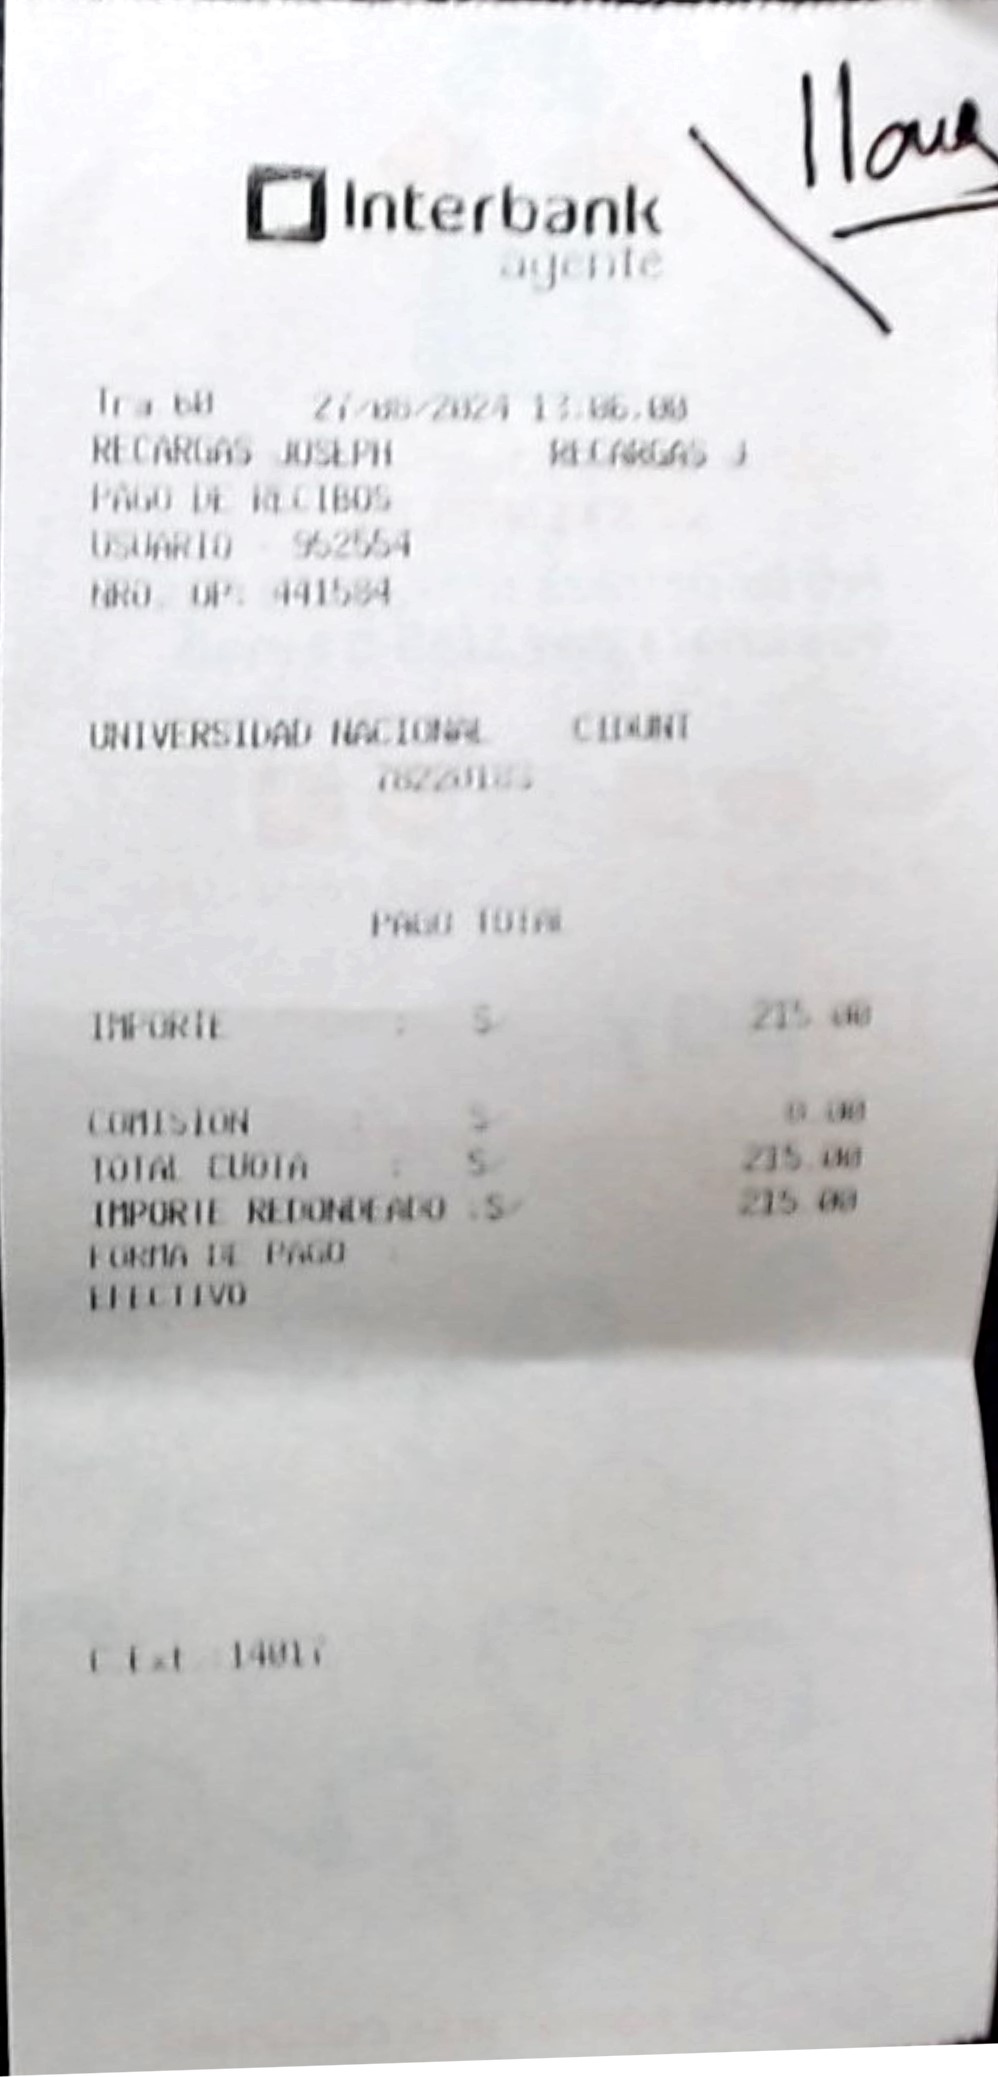 Interbank
agente
Tra 60 27/08/2024 13:06:00
RECARGAS JOSEPH RECARGAS J
PAGO DE RECIBOS
USUARIO 952554
NRO. OP: 441584
UNIVERSIDAD NACIONAL CIDUNT
PAGO TOTAL
IMPORTE : S/ 215.00
COMISION : S/ 0.00
TOTAL CUOTA : S/ 215.00
IMPORTE REDONDEADO :S/ 215.00
FORMA DE PAGO
EFECTIVO